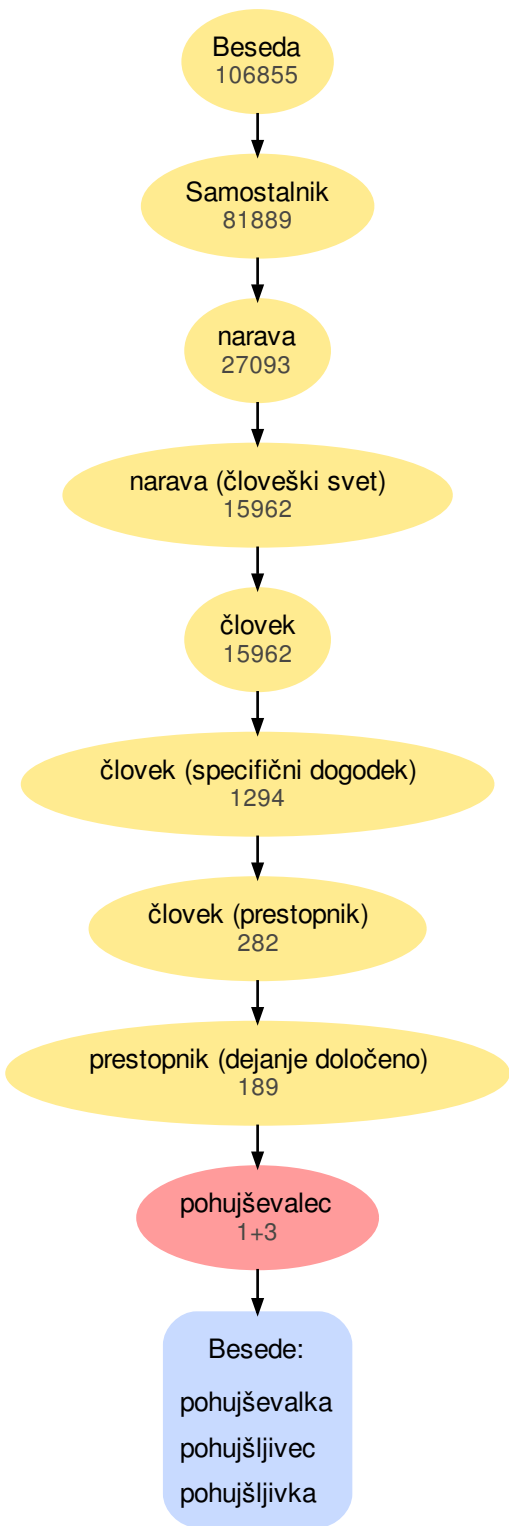 Beseda
106855
Samostalnik
81889
narava
27093
narava (človeški svet)
15962
človek
15962
človek (specifični dogodek)
1294
človek (prestopnik)
282
prestopnik (dejanje določeno)
189
pohujševalec
1+3
Besede:
pohujševalka
pohujšljivec
pohujšljivka